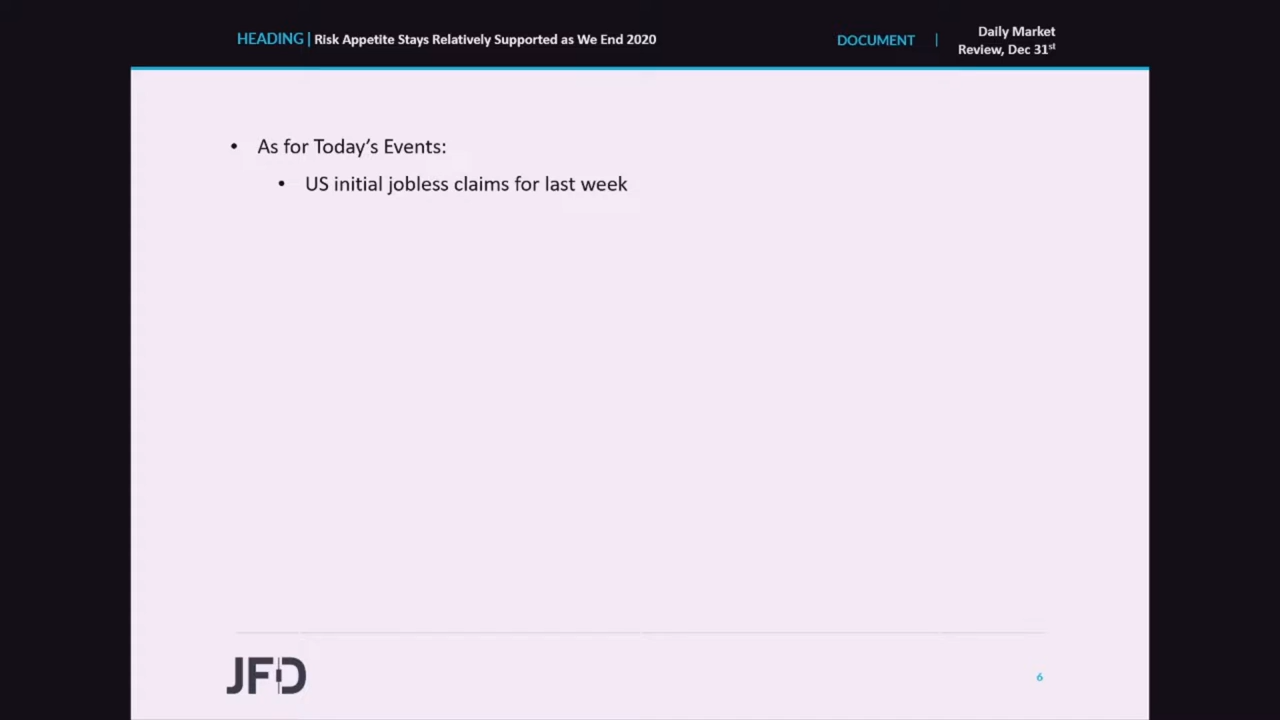 HEADING | Risk Appetite Stays Relatively Supported as We End 2020
DOCUMENT | Daily Market
Review, Dec 31st
• As for Today’s Events:
• US initial jobless claims for last week
JFD
6